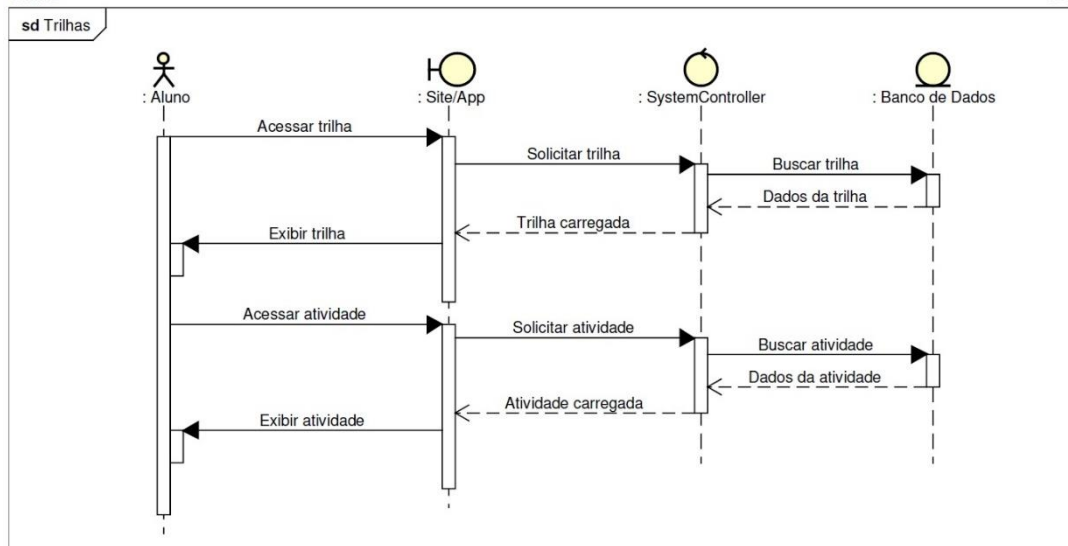 sd Trilhas
: Aluno
: Site/App
: SystemController
: Banco de Dados
Acessar trilha
Solicitar trilha
Buscar trilha
Dados da trilha
Trilha carregada
Exibir trilha
Acessar atividade
Solicitar atividade
Buscar atividade
Dados da atividade
Atividade carregada
Exibir atividade